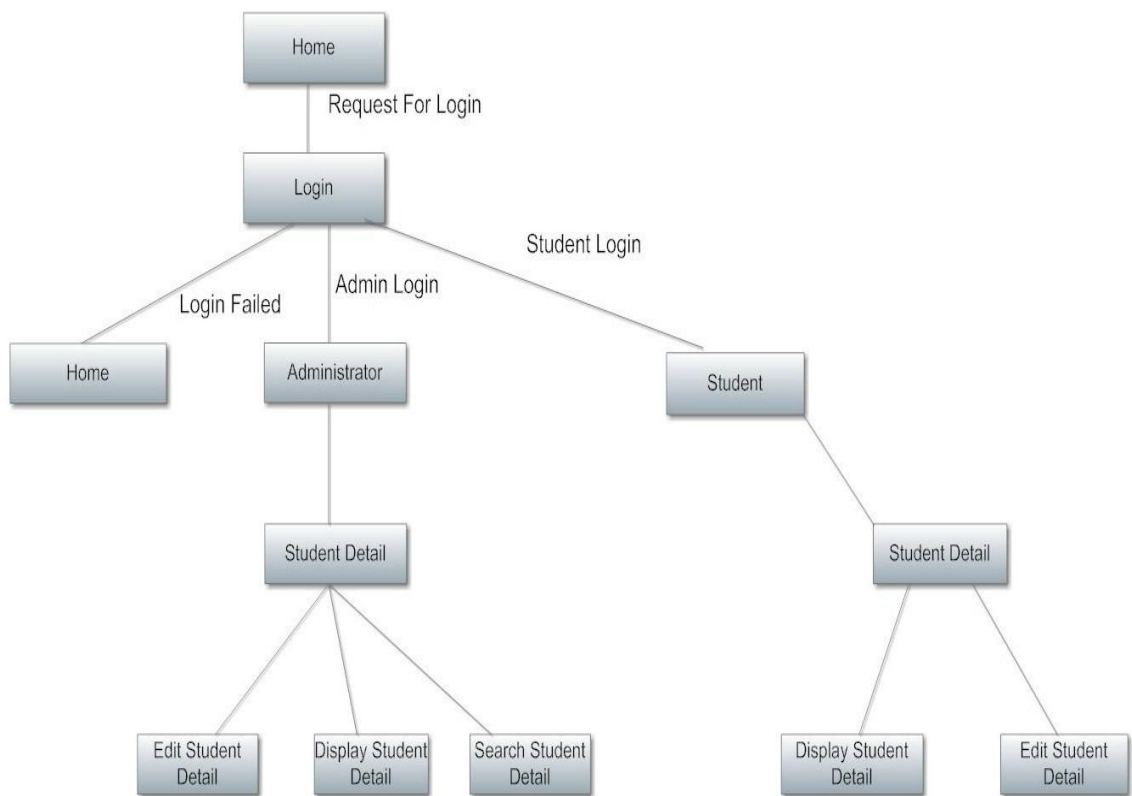 Home
Request For Login
Login
Student Login
Admin Login
Login Failed
Home
Administrator
Student
Student Detail
Student Detail
Edit Student
Detail
Display Student
Detail
Search Student
Detail
Display Student
Detail
Edit Student
Detail